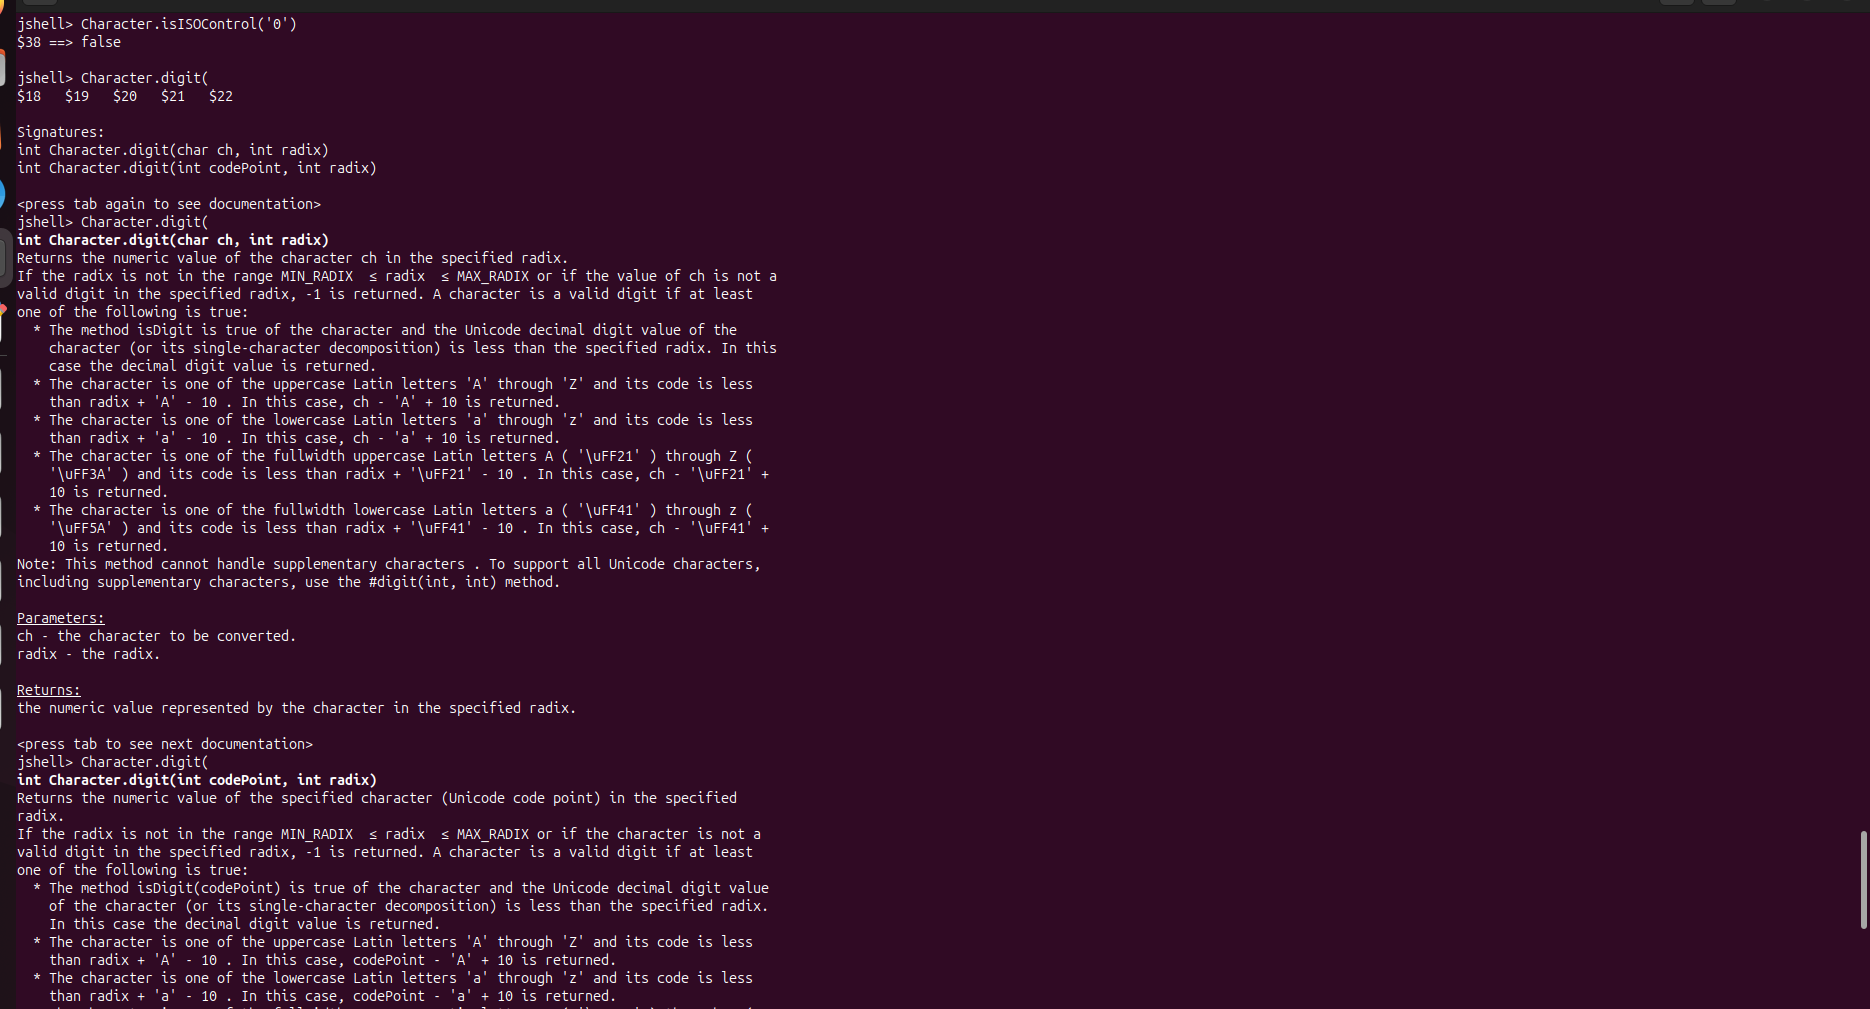 jshell> Character.isISOControl('0')
$38 ==> false
jshell> Character.digit(
$18   $19   $20   $21   $22
Signatures:
int Character.digit(char ch, int radix)
int Character.digit(int codePoint, int radix)
<press tab again to see documentation>
jshell> Character.digit(
int Character.digit(char ch, int radix)
Returns the numeric value of the character ch in the specified radix.
If the radix is not in the range MIN_RADIX  ≤ radix  ≤ MAX_RADIX or if the value of ch is not a
valid digit in the specified radix, -1 is returned. A character is a valid digit if at least
one of the following is true:
  * The method isDigit is true of the character and the Unicode decimal digit value of the
    character (or its single-character decomposition) is less than the specified radix. In this
    case the decimal digit value is returned.
  * The character is one of the uppercase Latin letters 'A' through 'Z' and its code is less
    than radix + 'A' - 10 . In this case, ch - 'A' + 10 is returned.
  * The character is one of the lowercase Latin letters 'a' through 'z' and its code is less
    than radix + 'a' - 10 . In this case, ch - 'a' + 10 is returned.
  * The character is one of the fullwidth uppercase Latin letters A ( '\uFF21' ) through Z (
    '\uFF3A' ) and its code is less than radix + '\uFF21' - 10 . In this case, ch - '\uFF21' +
    10 is returned.
  * The character is one of the fullwidth lowercase Latin letters a ( '\uFF41' ) through z (
    '\uFF5A' ) and its code is less than radix + '\uFF41' - 10 . In this case, ch - '\uFF41' +
    10 is returned.
Note: This method cannot handle supplementary characters . To support all Unicode characters,
including supplementary characters, use the #digit(int, int) method.
Parameters:
ch - the character to be converted.
radix - the radix.
Returns:
the numeric value represented by the character in the specified radix.
<press tab to see next documentation>
jshell> Character.digit(
int Character.digit(int codePoint, int radix)
Returns the numeric value of the specified character (Unicode code point) in the specified
radix.
If the radix is not in the range MIN_RADIX  ≤ radix  ≤ MAX_RADIX or if the character is not a
valid digit in the specified radix, -1 is returned. A character is a valid digit if at least
one of the following is true:
  * The method isDigit(codePoint) is true of the character and the Unicode decimal digit value
    of the character (or its single-character decomposition) is less than the specified radix.
    In this case the decimal digit value is returned.
  * The character is one of the uppercase Latin letters 'A' through 'Z' and its code is less
    than radix + 'A' - 10 . In this case, codePoint - 'A' + 10 is returned.
  * The character is one of the lowercase Latin letters 'a' through 'z' and its code is less
    than radix + 'a' - 10 . In this case, codePoint - 'a' + 10 is returned.